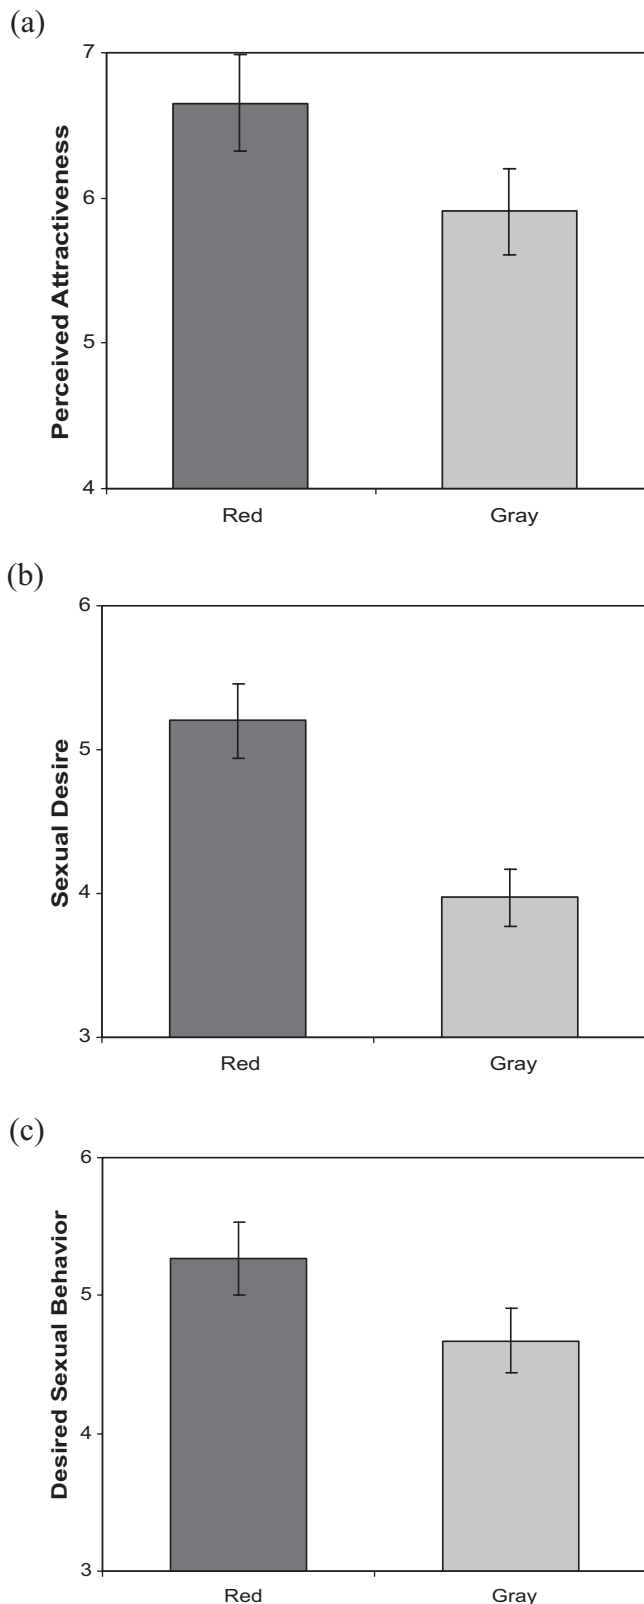 (a)
7
6
5
4
Perceived Attractiveness
Red Gray
(b)
6
5
4
3
Sexual Desire
Red Gray
(c)
6
5
4
3
Desired Sexual Behavior
Red Gray